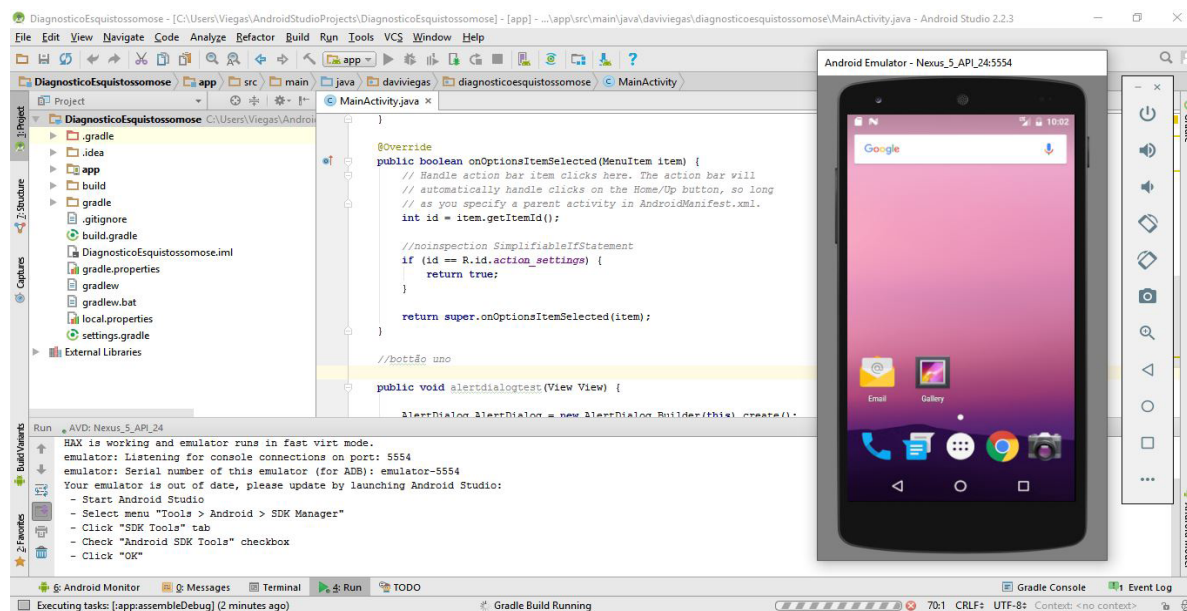 DiagnosticoEsquistossomose - [C:\Users\Viegas\AndroidStudioProjects\DiagnosticoEsquistossomose] - [app] - ...\app\src\main\java\daviviegas\diagnosticoesquistossomose\MainActivity.java - Android Studio 2.2.3
File Edit View Navigate Code Analyze Refactor Build Run Tools VCS Window Help
app
DiagnosticoEsquistossomose app src main java daviviegas diagnosticoesquistossomose MainActivity
Project
MainActivity.java
1: Project
7: Structure
Captures
Build Variants
2: Favorites
DiagnosticoEsquistossomose C:\Users\Viegas\Androi
.gradle
.idea
app
build
gradle
.gitignore
build.gradle
DiagnosticoEsquistossomose.iml
gradle.properties
gradlew
gradlew.bat
local.properties
settings.gradle
External Libraries
}
@Override
public boolean onOptionsItemSelected(MenuItem item) {
// Handle action bar item clicks here. The action bar will
// automatically handle clicks on the Home/Up button, so long
// as you specify a parent activity in AndroidManifest.xml.
int id = item.getItemId();
//noinspection SimplifiableIfStatement
if (id == R.id.action_settings) {
return true;
}
return super.onOptionsItemSelected(item);
}
//bottão uno
public void alertdialogtest(View View) {
AlertDialog AlertDialog = new AlertDialog.Builder(this).create();
Android Emulator - Nexus_5_API_24:5554
10:02
Google
Email Gallery
Run AVD: Nexus_5_API_24
HAX is working and emulator runs in fast virt mode.
emulator: Listening for console connections on port: 5554
emulator: Serial number of this emulator (for ADB): emulator-5554
Your emulator is out of date, please update by launching Android Studio:
- Start Android Studio
- Select menu "Tools > Android > SDK Manager"
- Click "SDK Tools" tab
- Check "Android SDK Tools" checkbox
- Click "OK"
6: Android Monitor 0: Messages Terminal 4: Run TODO Gradle Console 1 Event Log
Executing tasks: [:app:assembleDebug] (2 minutes ago) Gradle Build Running 70:1 CRLF UTF-8 Context: <no context>